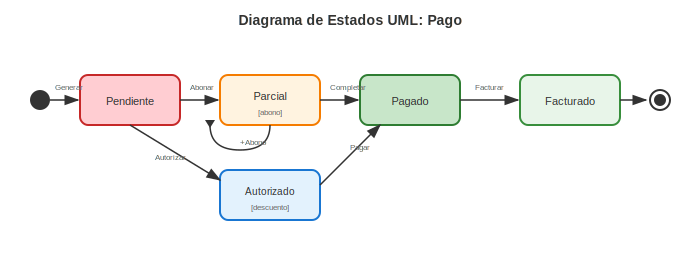 Diagrama de Estados UML: Pago
Generar
Pendiente
Abonar
Parcial
[abono]
+Abono
Completar
Pagado
Facturar
Facturado
Autorizar
Autorizado
[descuento]
Pagar